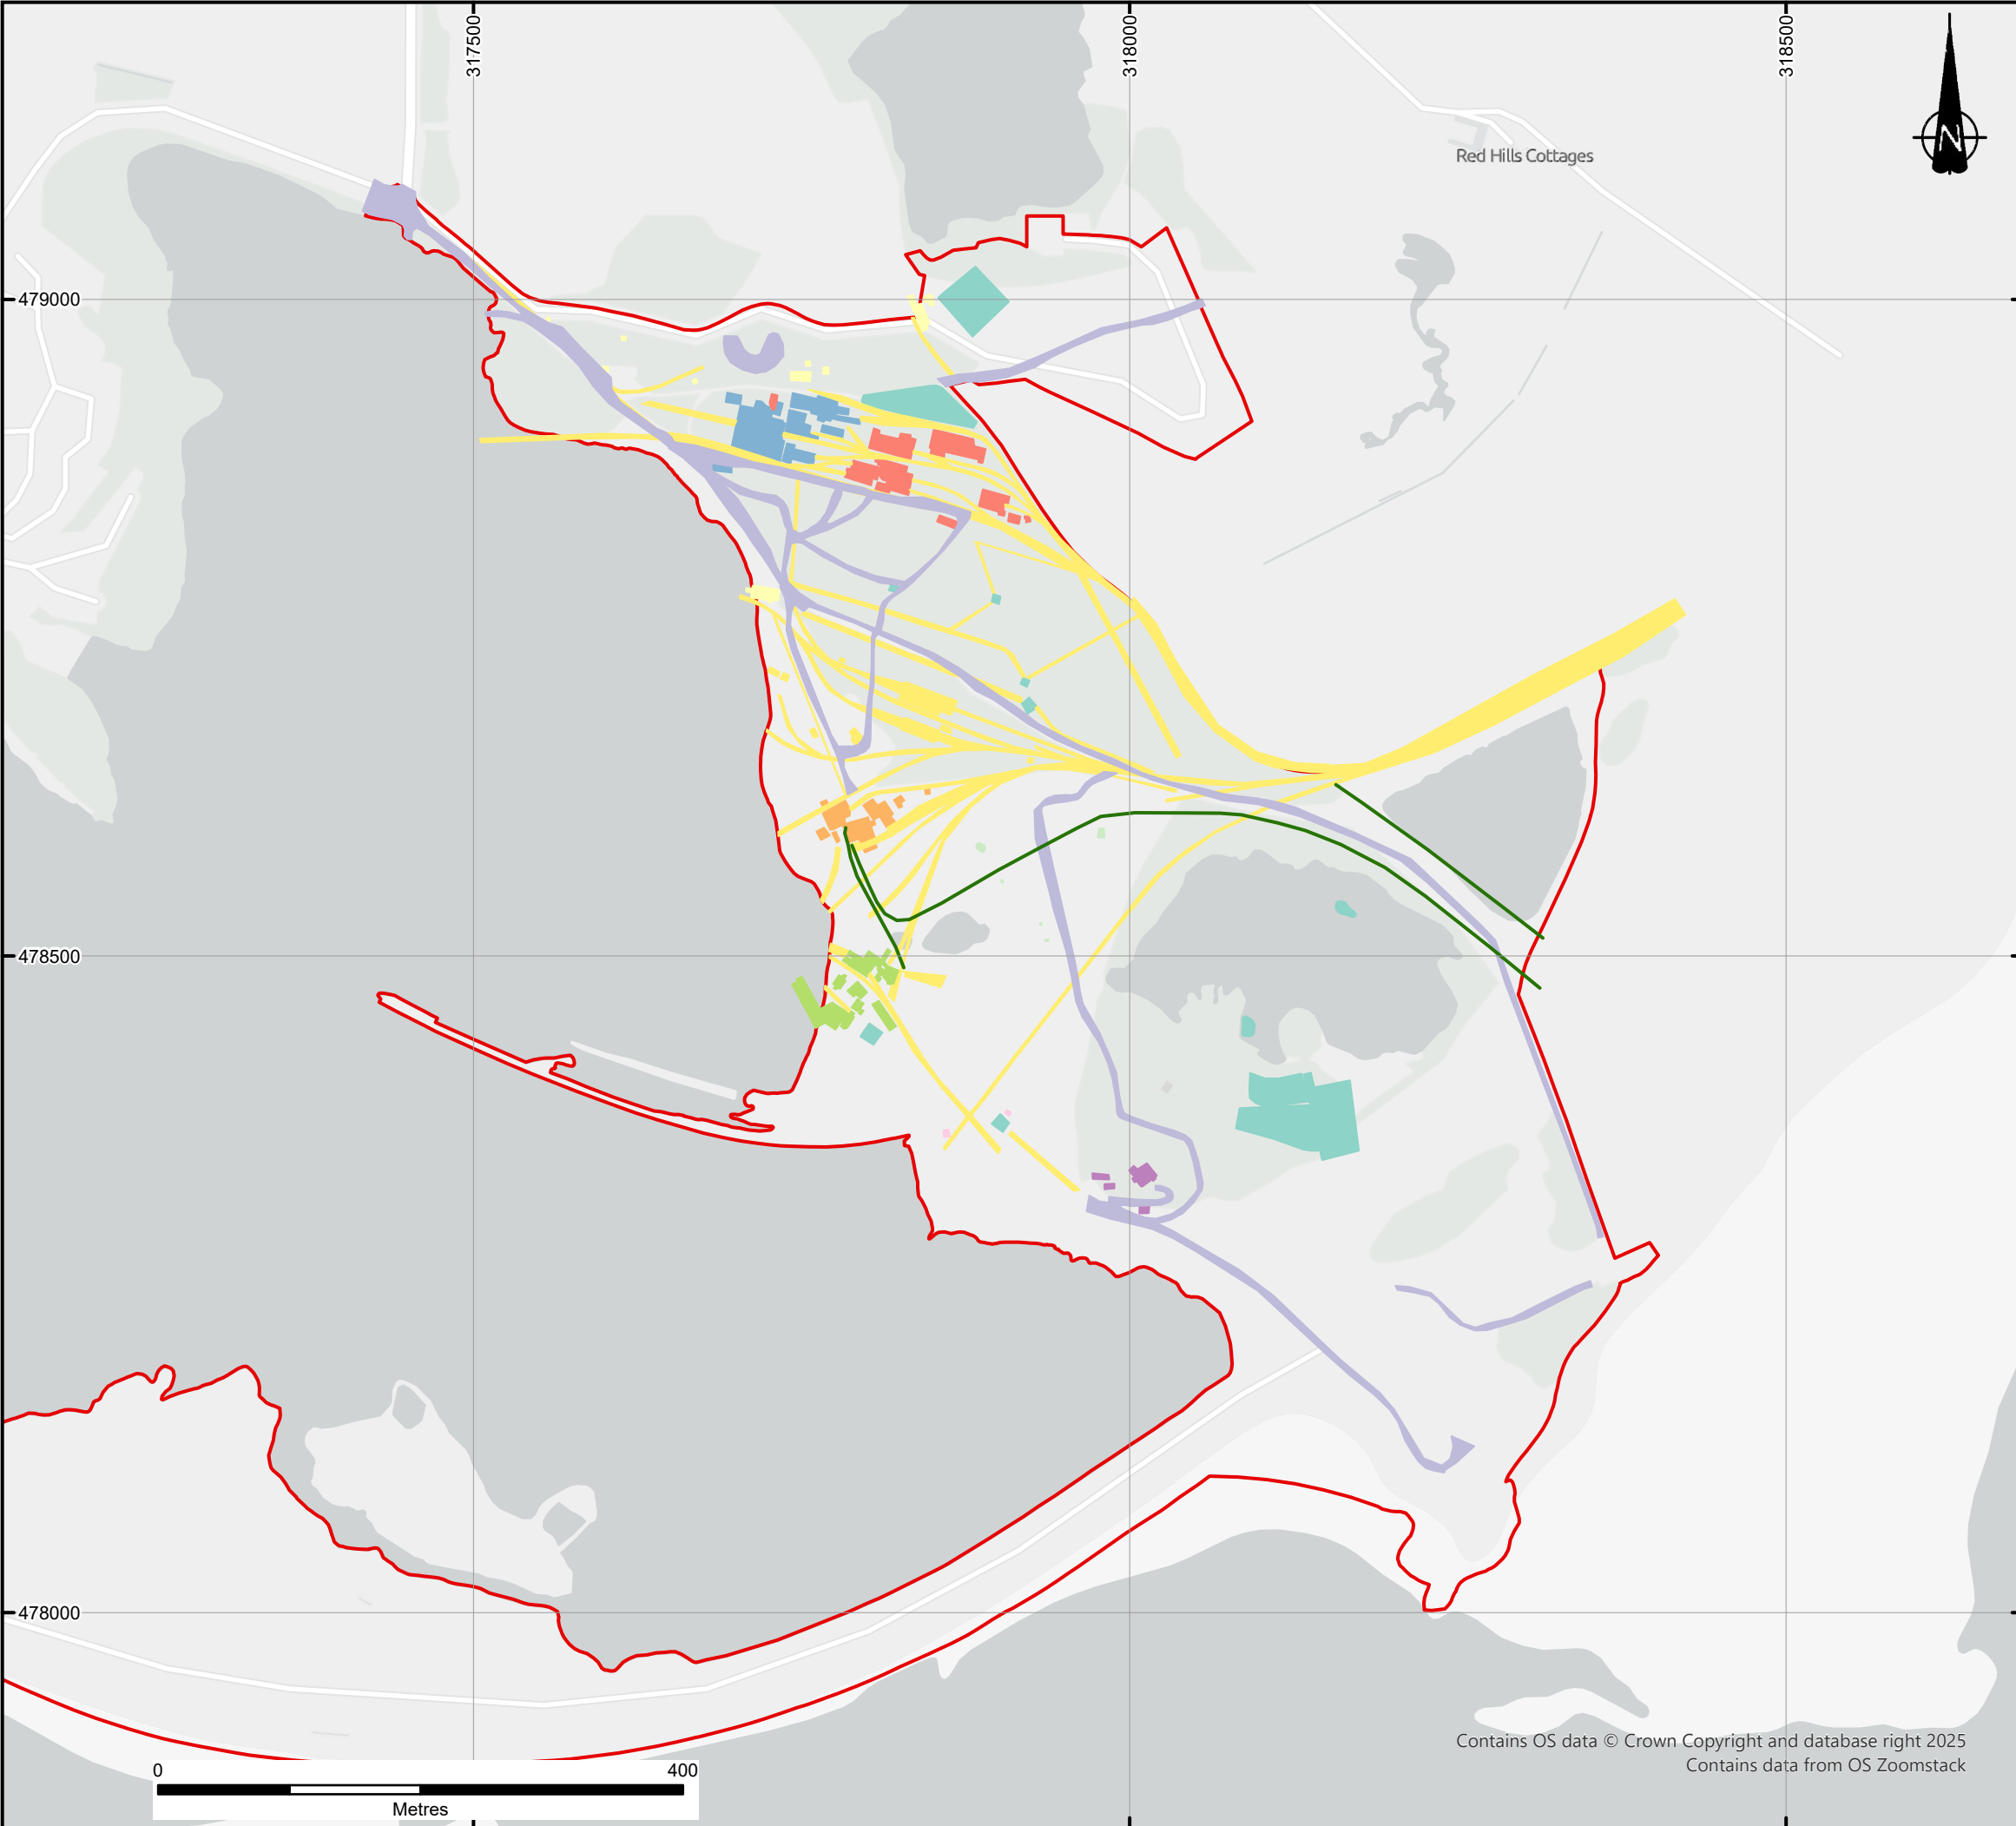 317500
318000
318500
N
Red Hills Cottages
479000
478500
478000
Contains OS data © Crown Copyright and database right 2025
Contains data from OS Zoomstack
0 400
Metres